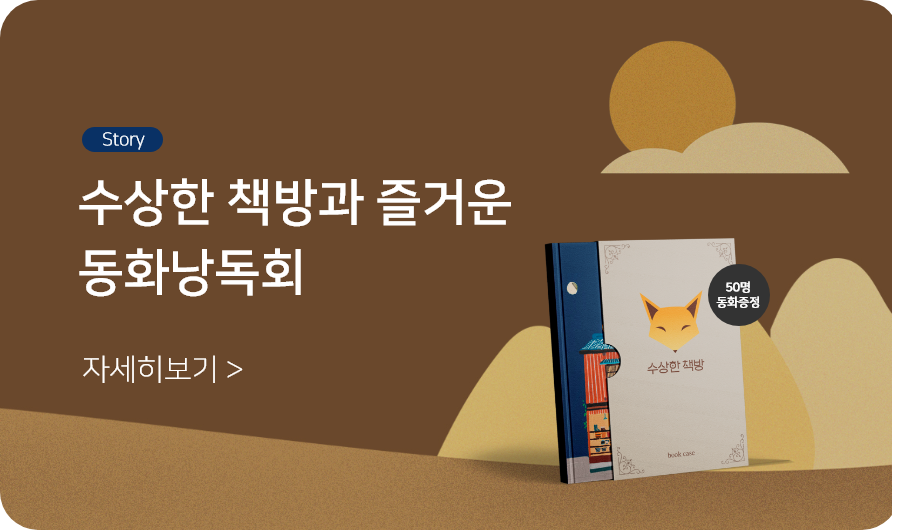 Story
수상한 책방과 즐거운
동화낭독회
자세히보기 >
50명
동화증정
수상한 책방
book case